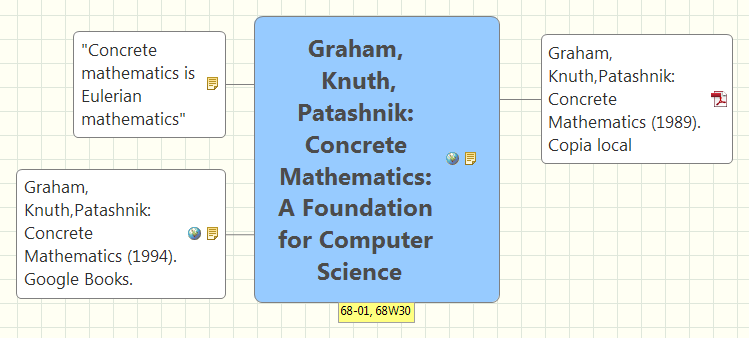 "Concrete
mathematics is
Eulerian
mathematics"
Graham,
Knuth,Patashnik:
Concrete
Mathematics (1994).
Google Books.
Graham,
Knuth,
Patashnik:
Concrete
Mathematics:
A Foundation
for Computer
Science
68-01, 68W30
Graham,
Knuth,Patashnik:
Concrete
Mathematics (1989).
Copia local